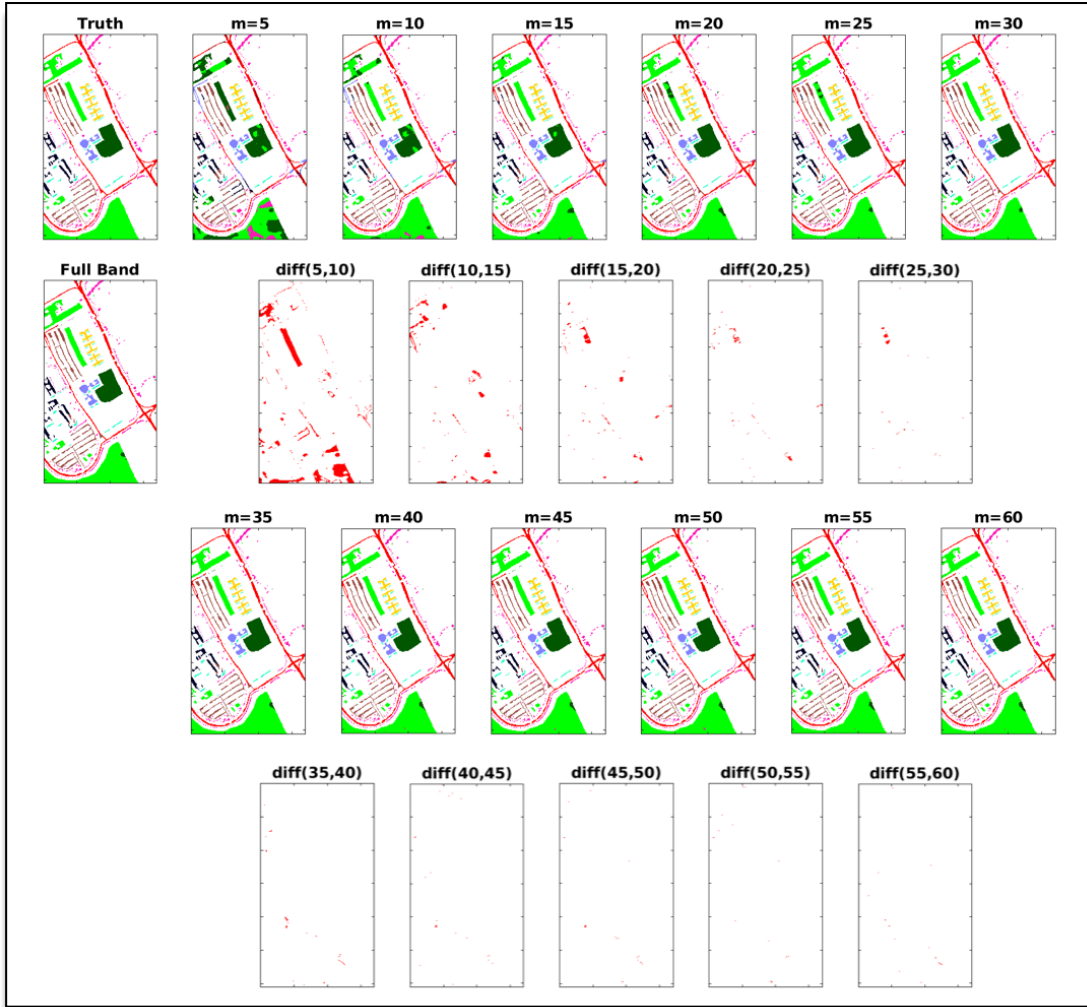 Truth m=5 m=10 m=15 m=20 m=25 m=30
Full Band diff(5,10) diff(10,15) diff(15,20) diff(20,25) diff(25,30)
m=35 m=40 m=45 m=50 m=55 m=60
diff(35,40) diff(40,45) diff(45,50) diff(50,55) diff(55,60)